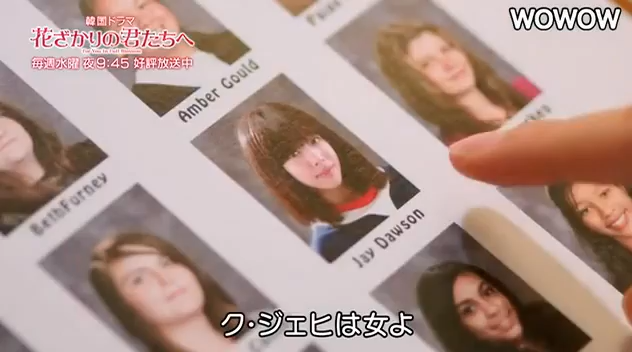 WOWOW
韓国ドラマ
花ざかりの君たちへ
For You in Full Blossom
毎週水曜 夜9:45 好評放送中
Amber Gould
Beth Furney
Jay Dawson
ク・ジェヒは女よ